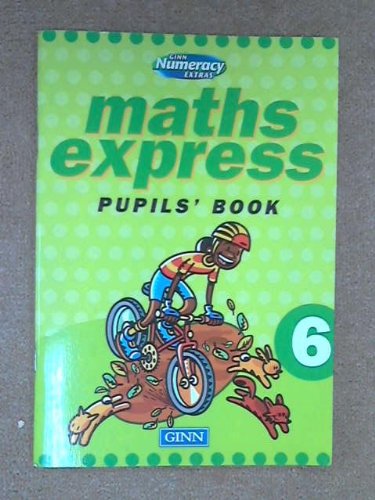 GINN
Numeracy
EXTRAS
maths
express
PUPILS' BOOK
6
GINN